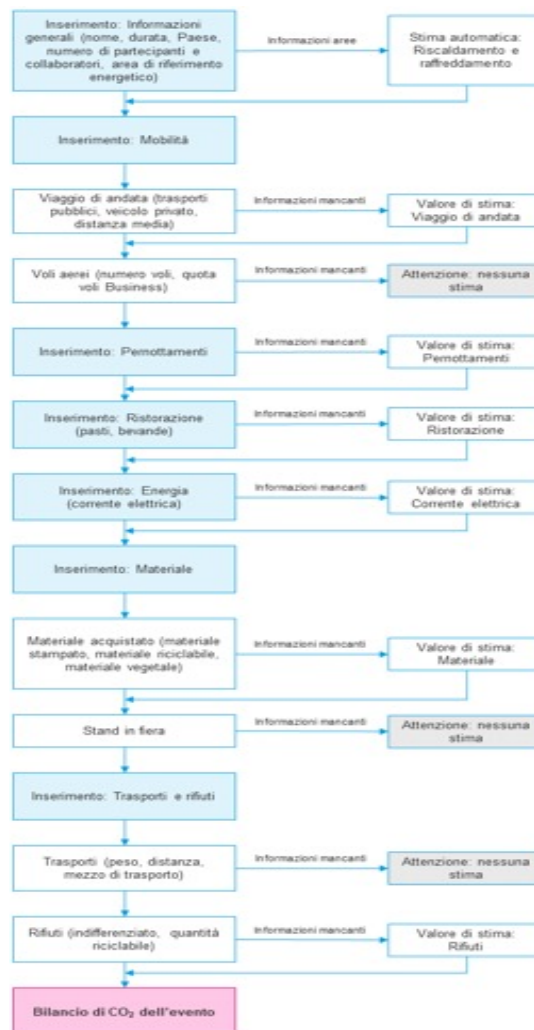 Inserimento: Informazioni
generali (nome, durata, Paese,
numero di partecipanti e
collaboratori, area di riferimento
energetico)
Informazioni aree
Stima automatica:
Riscaldamento e
raffreddamento
Inserimento: Mobilità
Viaggio di andata (trasporti
pubblici, veicolo privato,
distanza media)
Informazioni mancanti
Valore di stima:
Viaggio di andata
Voli aerei (numero voli, quota
voli Business)
Informazioni mancanti
Attenzione: nessuna
stima
Inserimento: Pernottamenti
Informazioni mancanti
Valore di stima:
Pernottamenti
Inserimento: Ristorazione
(pasti, bevande)
Informazioni mancanti
Valore di stima:
Ristorazione
Inserimento: Energia
(corrente elettrica)
Informazioni mancanti
Valore di stima:
Corrente elettrica
Inserimento: Materiale
Materiale acquistato (materiale
stampato, materiale riciclabile,
materiale vegetale)
Informazioni mancanti
Valore di stima:
Materiale
Stand in fiera
Informazioni mancanti
Attenzione: nessuna
stima
Inserimento: Trasporti e rifiuti
Trasporti (peso, distanza,
mezzo di trasporto)
Informazioni mancanti
Attenzione: nessuna
stima
Rifiuti (indifferenziato, quantità
riciclabile)
Informazioni mancanti
Valore di stima:
Rifiuti
Bilancio di CO₂ dell'evento